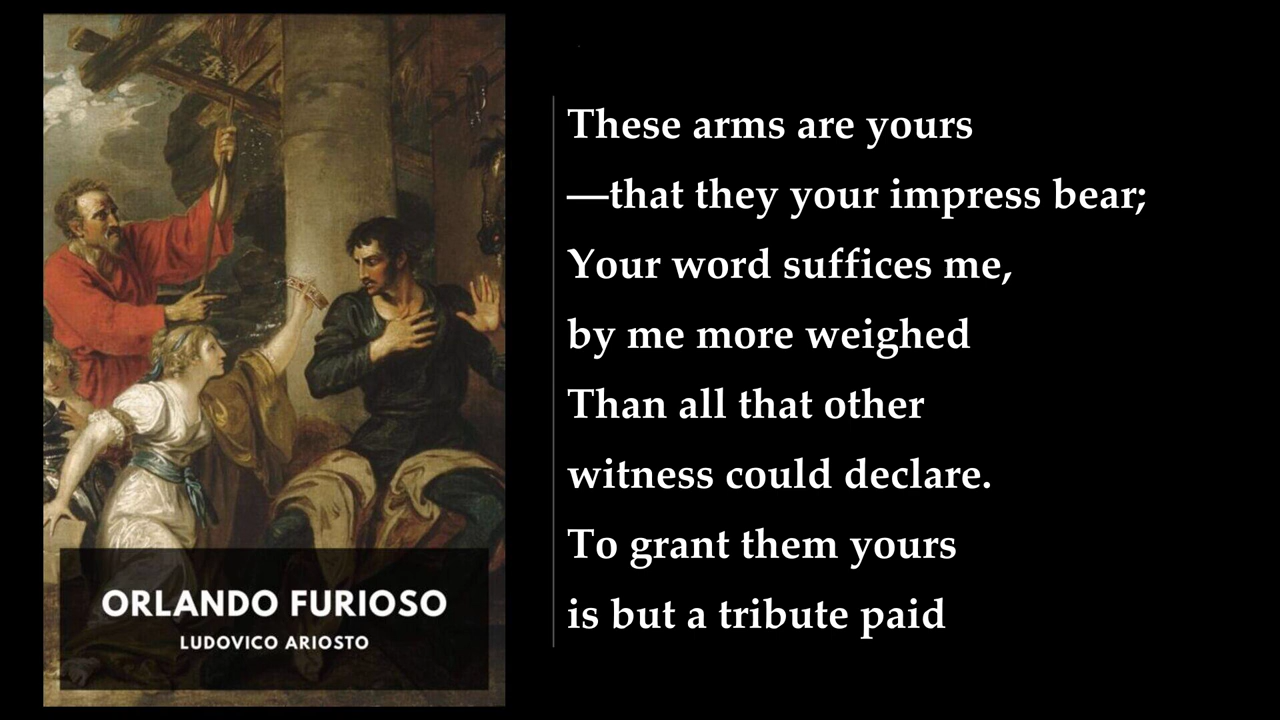 ORLANDO FURIOSO
LUDOVICO ARIOSTO
These arms are yours
—that they your impress bear;
Your word suffices me,
by me more weighed
Than all that other
witness could declare.
To grant them yours
is but a tribute paid